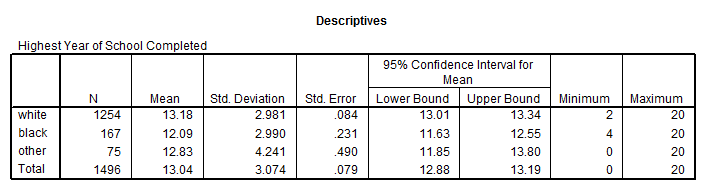 Descriptives
Highest Year of School Completed
95% Confidence Interval for
Mean
N Mean Std. Deviation Std. Error Lower Bound Upper Bound Minimum Maximum
white 1254 13.18 2.981 .084 13.01 13.34 2 20
black 167 12.09 2.990 .231 11.63 12.55 4 20
other 75 12.83 4.241 .490 11.85 13.80 0 20
Total 1496 13.04 3.074 .079 12.88 13.19 0 20